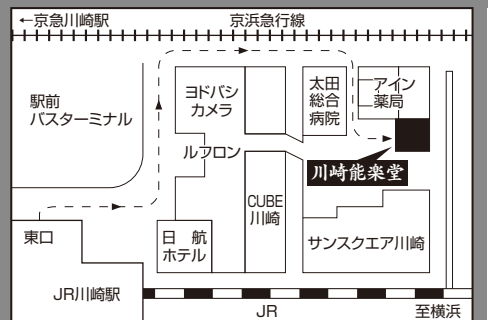 ←京急川崎駅
京浜急行線
駅前
バスターミナル
ヨドバシ
カメラ
ルフロン
太田
総合
病院
アイン
薬局
川崎能楽堂
CUBE
川崎
サンスクエア川崎
東口
日航
ホテル
JR川崎駅
JR
至横浜